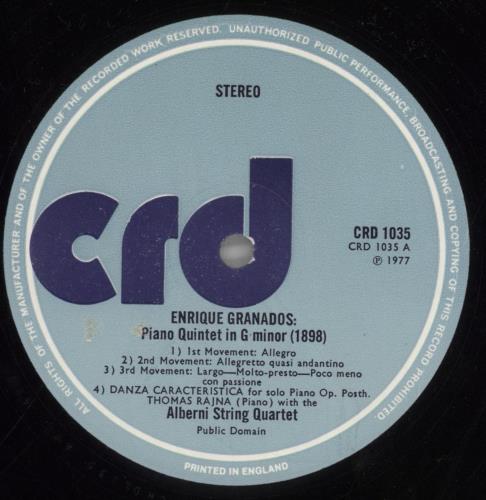 ALL RIGHTS OF THE MANUFACTURER AND OF THE OWNER OF THE RECORDED WORK RESERVED. UNAUTHORIZED PUBLIC PERFORMANCE, BROADCASTING AND COPYING OF THIS RECORD PROHIBITED.
STEREO
crd
CRD 1035
CRD 1035 A
℗ 1977
ENRIQUE GRANADOS:
Piano Quintet in G minor (1898)
1) 1st Movement: Allegro
2) 2nd Movement: Allegretto quasi andantino
3) 3rd Movement: Largo—Molto-presto—Poco meno
con passione
4) DANZA CARACTERISTICA for solo Piano Op. Posth.
THOMAS RAJNA (Piano) with the
Alberni String Quartet
Public Domain
PRINTED IN ENGLAND